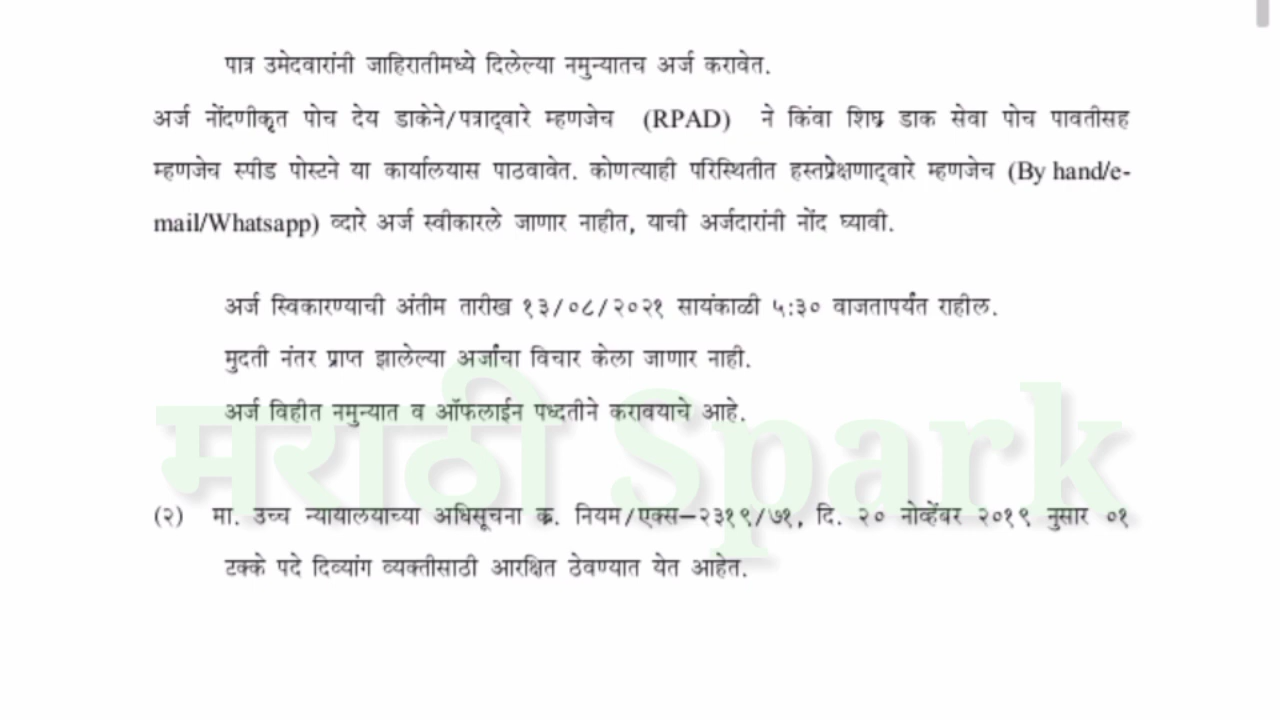 पात्र उमेदवारांनी जाहिरातीमध्ये दिलेल्या नमुन्यातच अर्ज करावेत.
अर्ज नोंदणीकृत पोच देय डाकेने/पत्राद्वारे म्हणजेच (RPAD) ने किंवा शिघ्र डाक सेवा पोच पावतीसह
म्हणजेच स्पीड पोस्टने या कार्यालयास पाठवावेत. कोणत्याही परिस्थितीत हस्तप्रेक्षणाद्वारे म्हणजेच (By hand/e-
mail/Whatsapp) व्दारे अर्ज स्वीकारले जाणार नाहीत, याची अर्जदारांनी नोंद घ्यावी.
अर्ज स्विकारण्याची अंतीम तारीख १३/०८/२०२१ सायंकाळी ५:३० वाजतापर्यंत राहील.
मुदती नंतर प्राप्त झालेल्या अर्जांचा विचार केला जाणार नाही.
अर्ज विहीत नमुन्यात व ऑफलाईन पध्दतीने करावयाचे आहे.
मराठी Spark
(२) मा. उच्च न्यायालयाच्या अधिसूचना क्र. नियम/एक्स–२३१९/७१, दि. २० नोव्हेंबर २०१९ नुसार ०१
टक्के पदे दिव्यांग व्यक्तीसाठी आरक्षित ठेवण्यात येत आहेत.